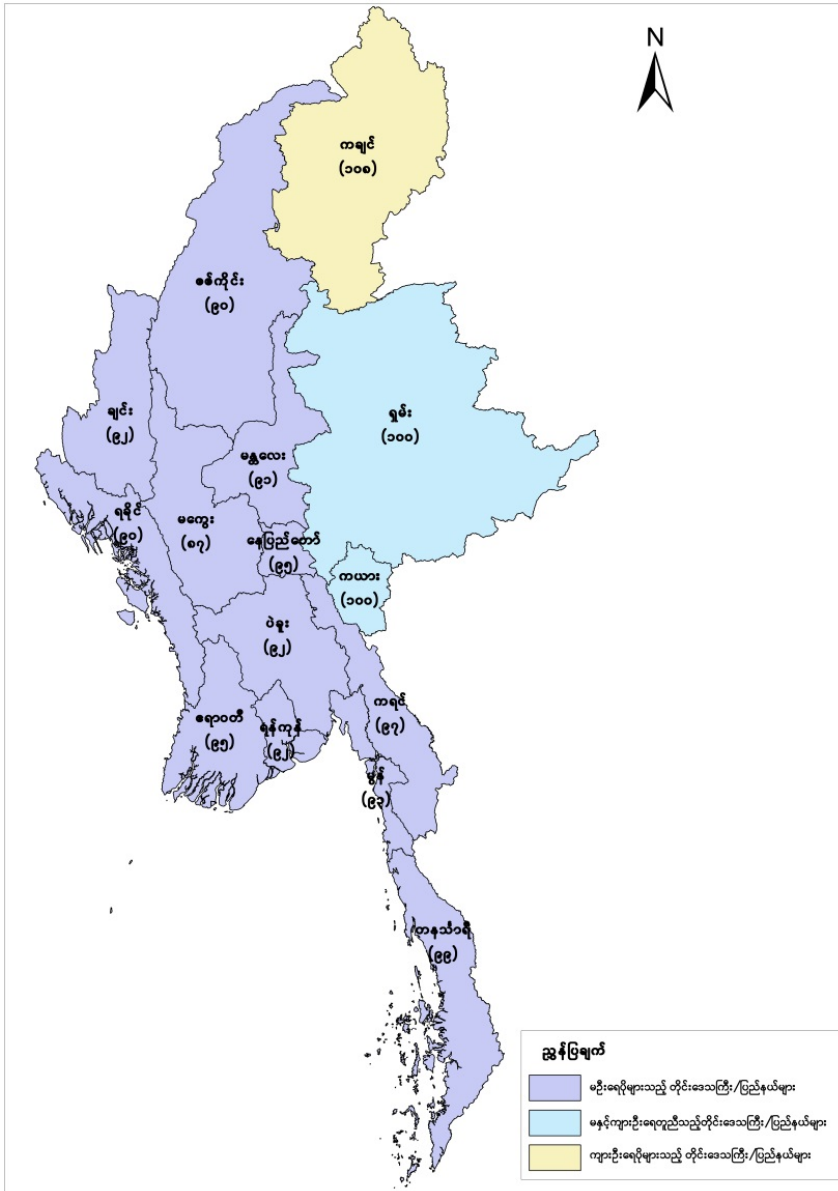 N
ကချင်
(၁၀၈)
စစ်ကိုင်း
(၉၀)
ချင်း
(၉၂)
ရှမ်း
(၁၀၀)
မန္တလေး
(၉၁)
ရခိုင်
(၉၀)
မကွေး
(၈၇)
နေပြည်တော်
(၉၅)
ကယား
(၁၀၀)
ပဲခူး
(၉၂)
ကရင်
(၉၇)
ဧရာဝတီ
(၉၅)
ရန်ကုန်
(၉၂)
မွန်
(၉၃)
တနင်္သာရီ
(၉၉)
ညွှန်ပြချက်
မဦးရေပိုများသည့် တိုင်းဒေသကြီး/ပြည်နယ်များ
မနှင့်ကျားဦးရေတူညီသည့်တိုင်းဒေသကြီး/ပြည်နယ်များ
ကျားဦးရေပိုများသည့် တိုင်းဒေသကြီး/ပြည်နယ်များ